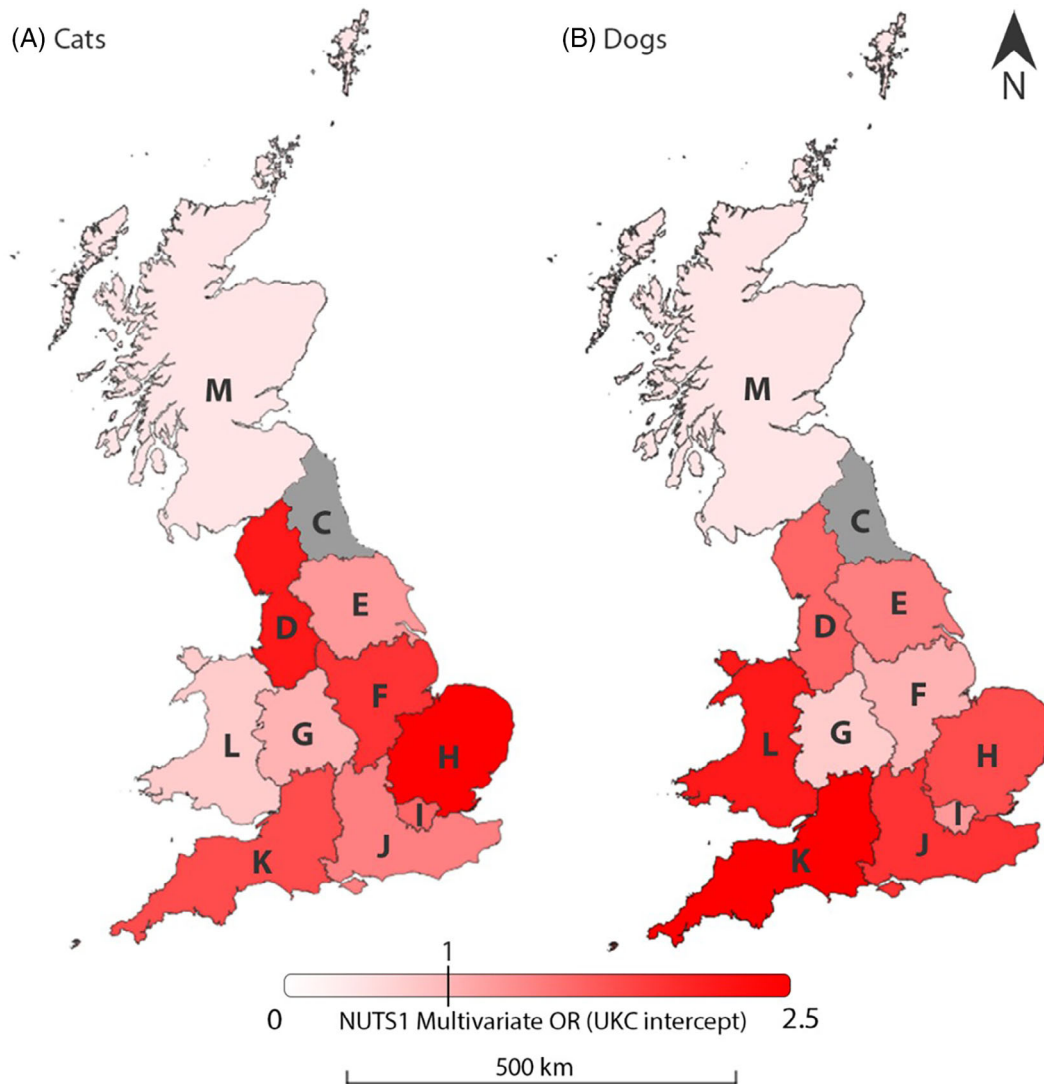 (A) Cats
(B) Dogs
N
M
M
C
C
E
E
D
D
F
F
L
G
H
L
G
H
I
I
J
J
K
K
1
0
NUTS1 Multivariate OR (UKC intercept)
2.5
500 km